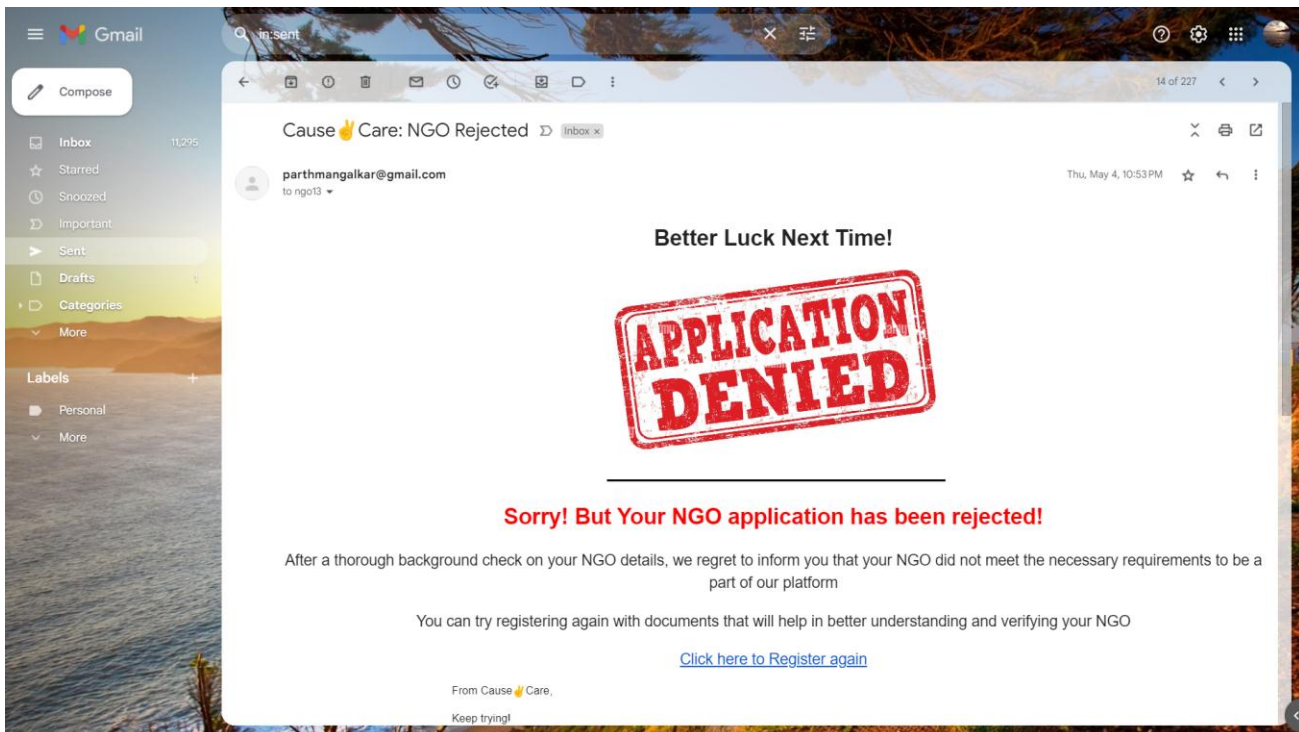 Gmail
in:sent
Compose
14 of 227
Inbox 11,295
Starred
Snoozed
Important
Sent
Drafts
Categories
More
Labels +
Personal
More
Cause✌Care: NGO Rejected Inbox ×
parthmangalkar@gmail.com
Thu, May 4, 10:53 PM
to ngo13
Better Luck Next Time!
APPLICATION
DENIED
Sorry! But Your NGO application has been rejected!
After a thorough background check on your NGO details, we regret to inform you that your NGO did not meet the necessary requirements to be a
part of our platform
You can try registering again with documents that will help in better understanding and verifying your NGO
Click here to Register again
From Cause✌Care,
Keep trying!